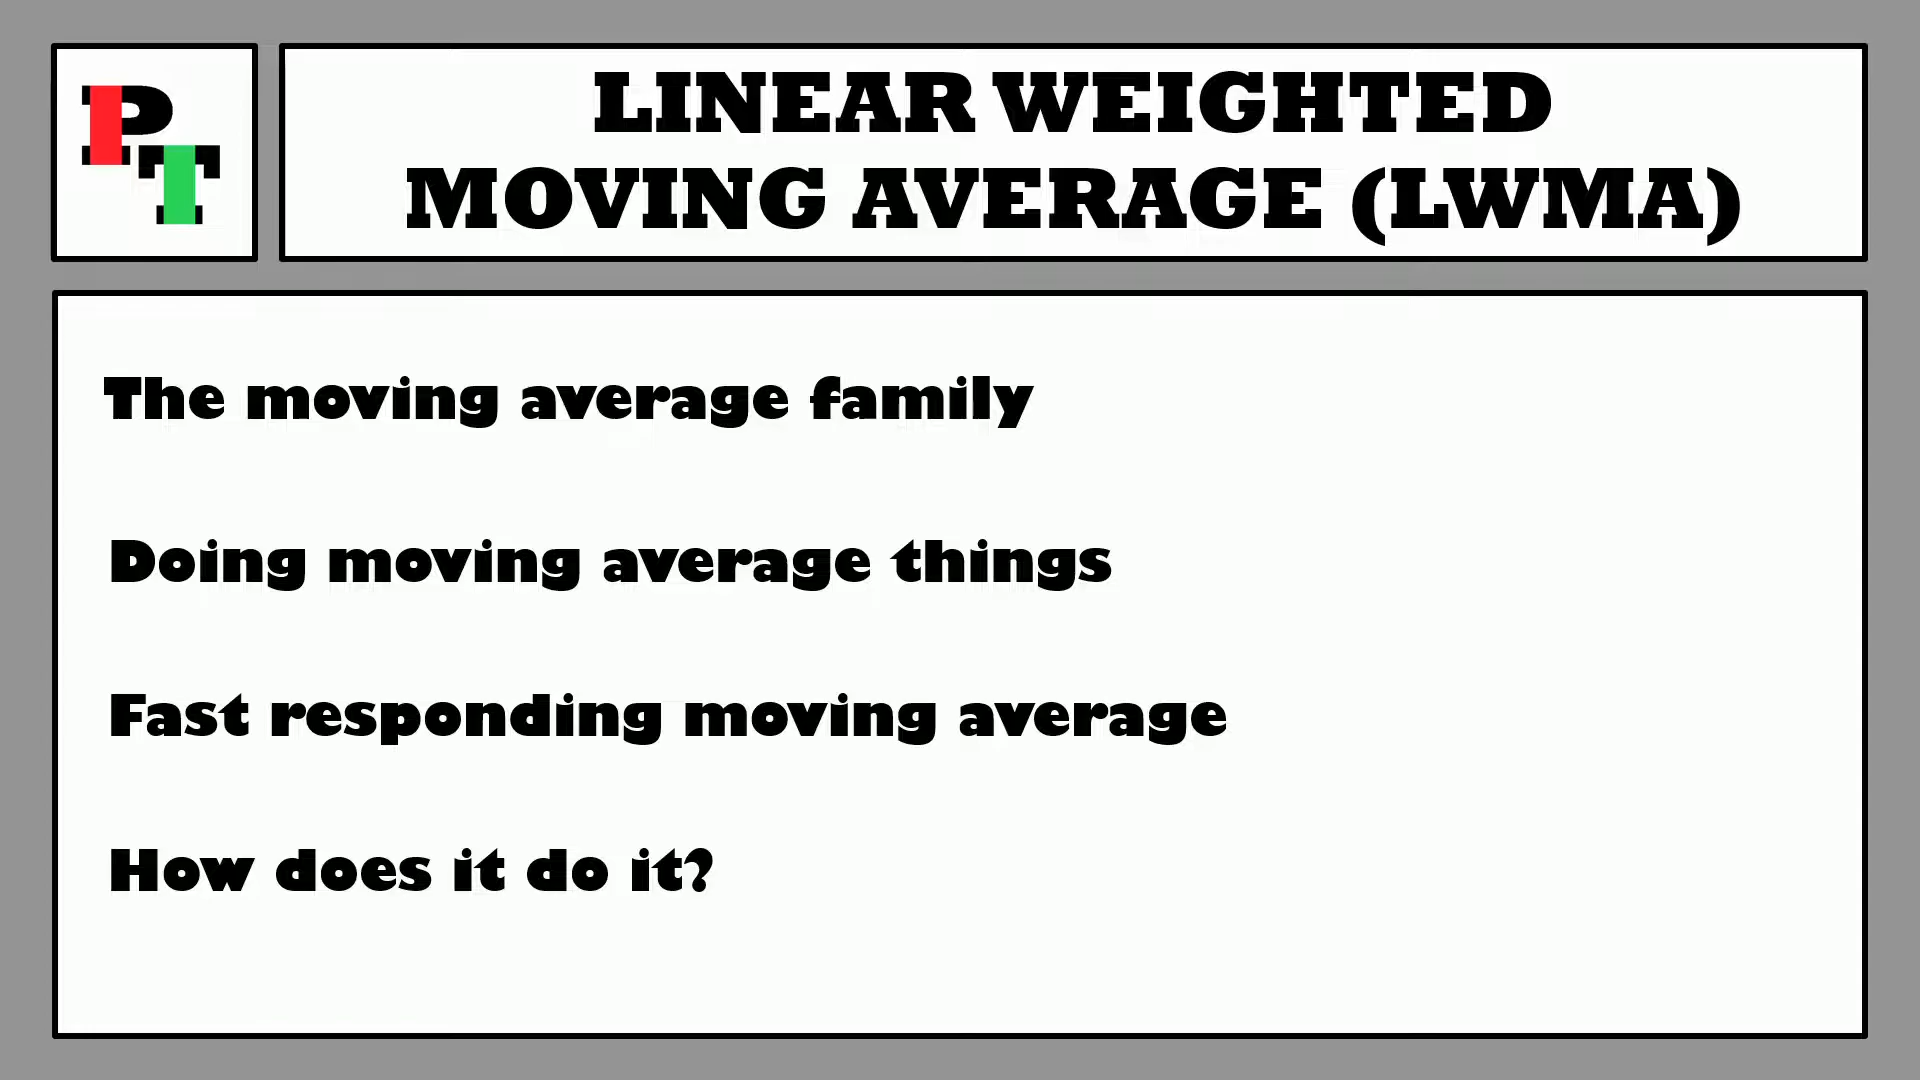 PT
LINEAR WEIGHTED
MOVING AVERAGE (LWMA)
The moving average family
Doing moving average things
Fast responding moving average
How does it do it?